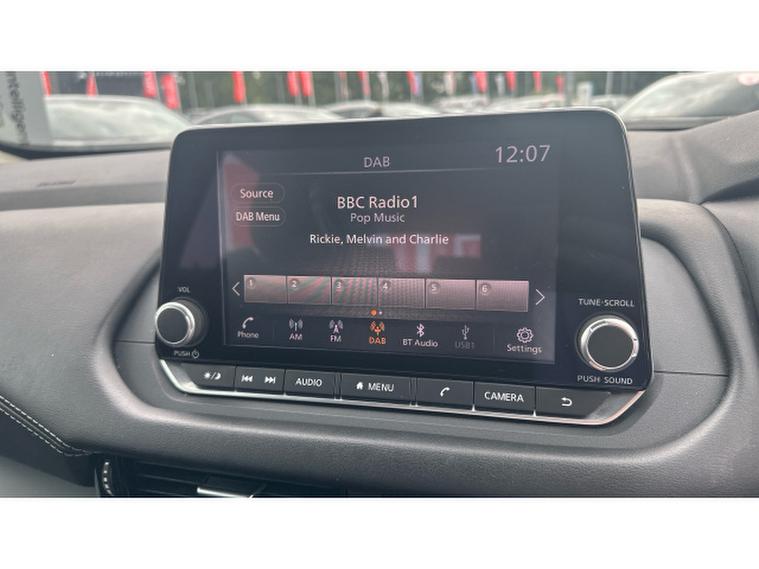 DAB
12:07
Source
DAB Menu
BBC Radio1
Pop Music
Rickie, Melvin and Charlie
1 2 3 4 5 6
Phone
AM
FM
DAB
BT Audio
USB1
Settings
VOL
PUSH
TUNE·SCROLL
PUSH SOUND
AUDIO
MENU
CAMERA